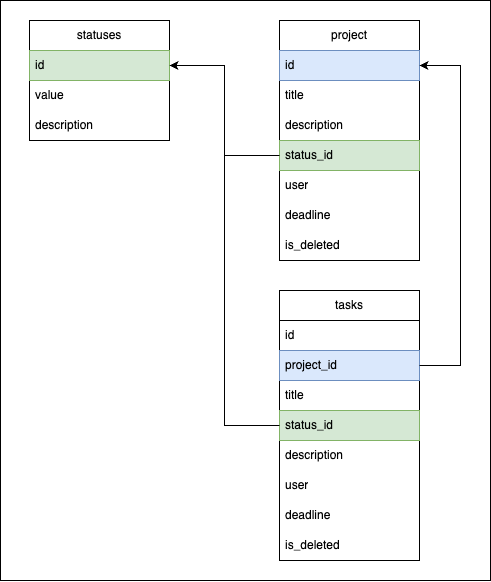 statuses
id
value
description
project
id
title
description
status_id
user
deadline
is_deleted
tasks
id
project_id
title
status_id
description
user
deadline
is_deleted